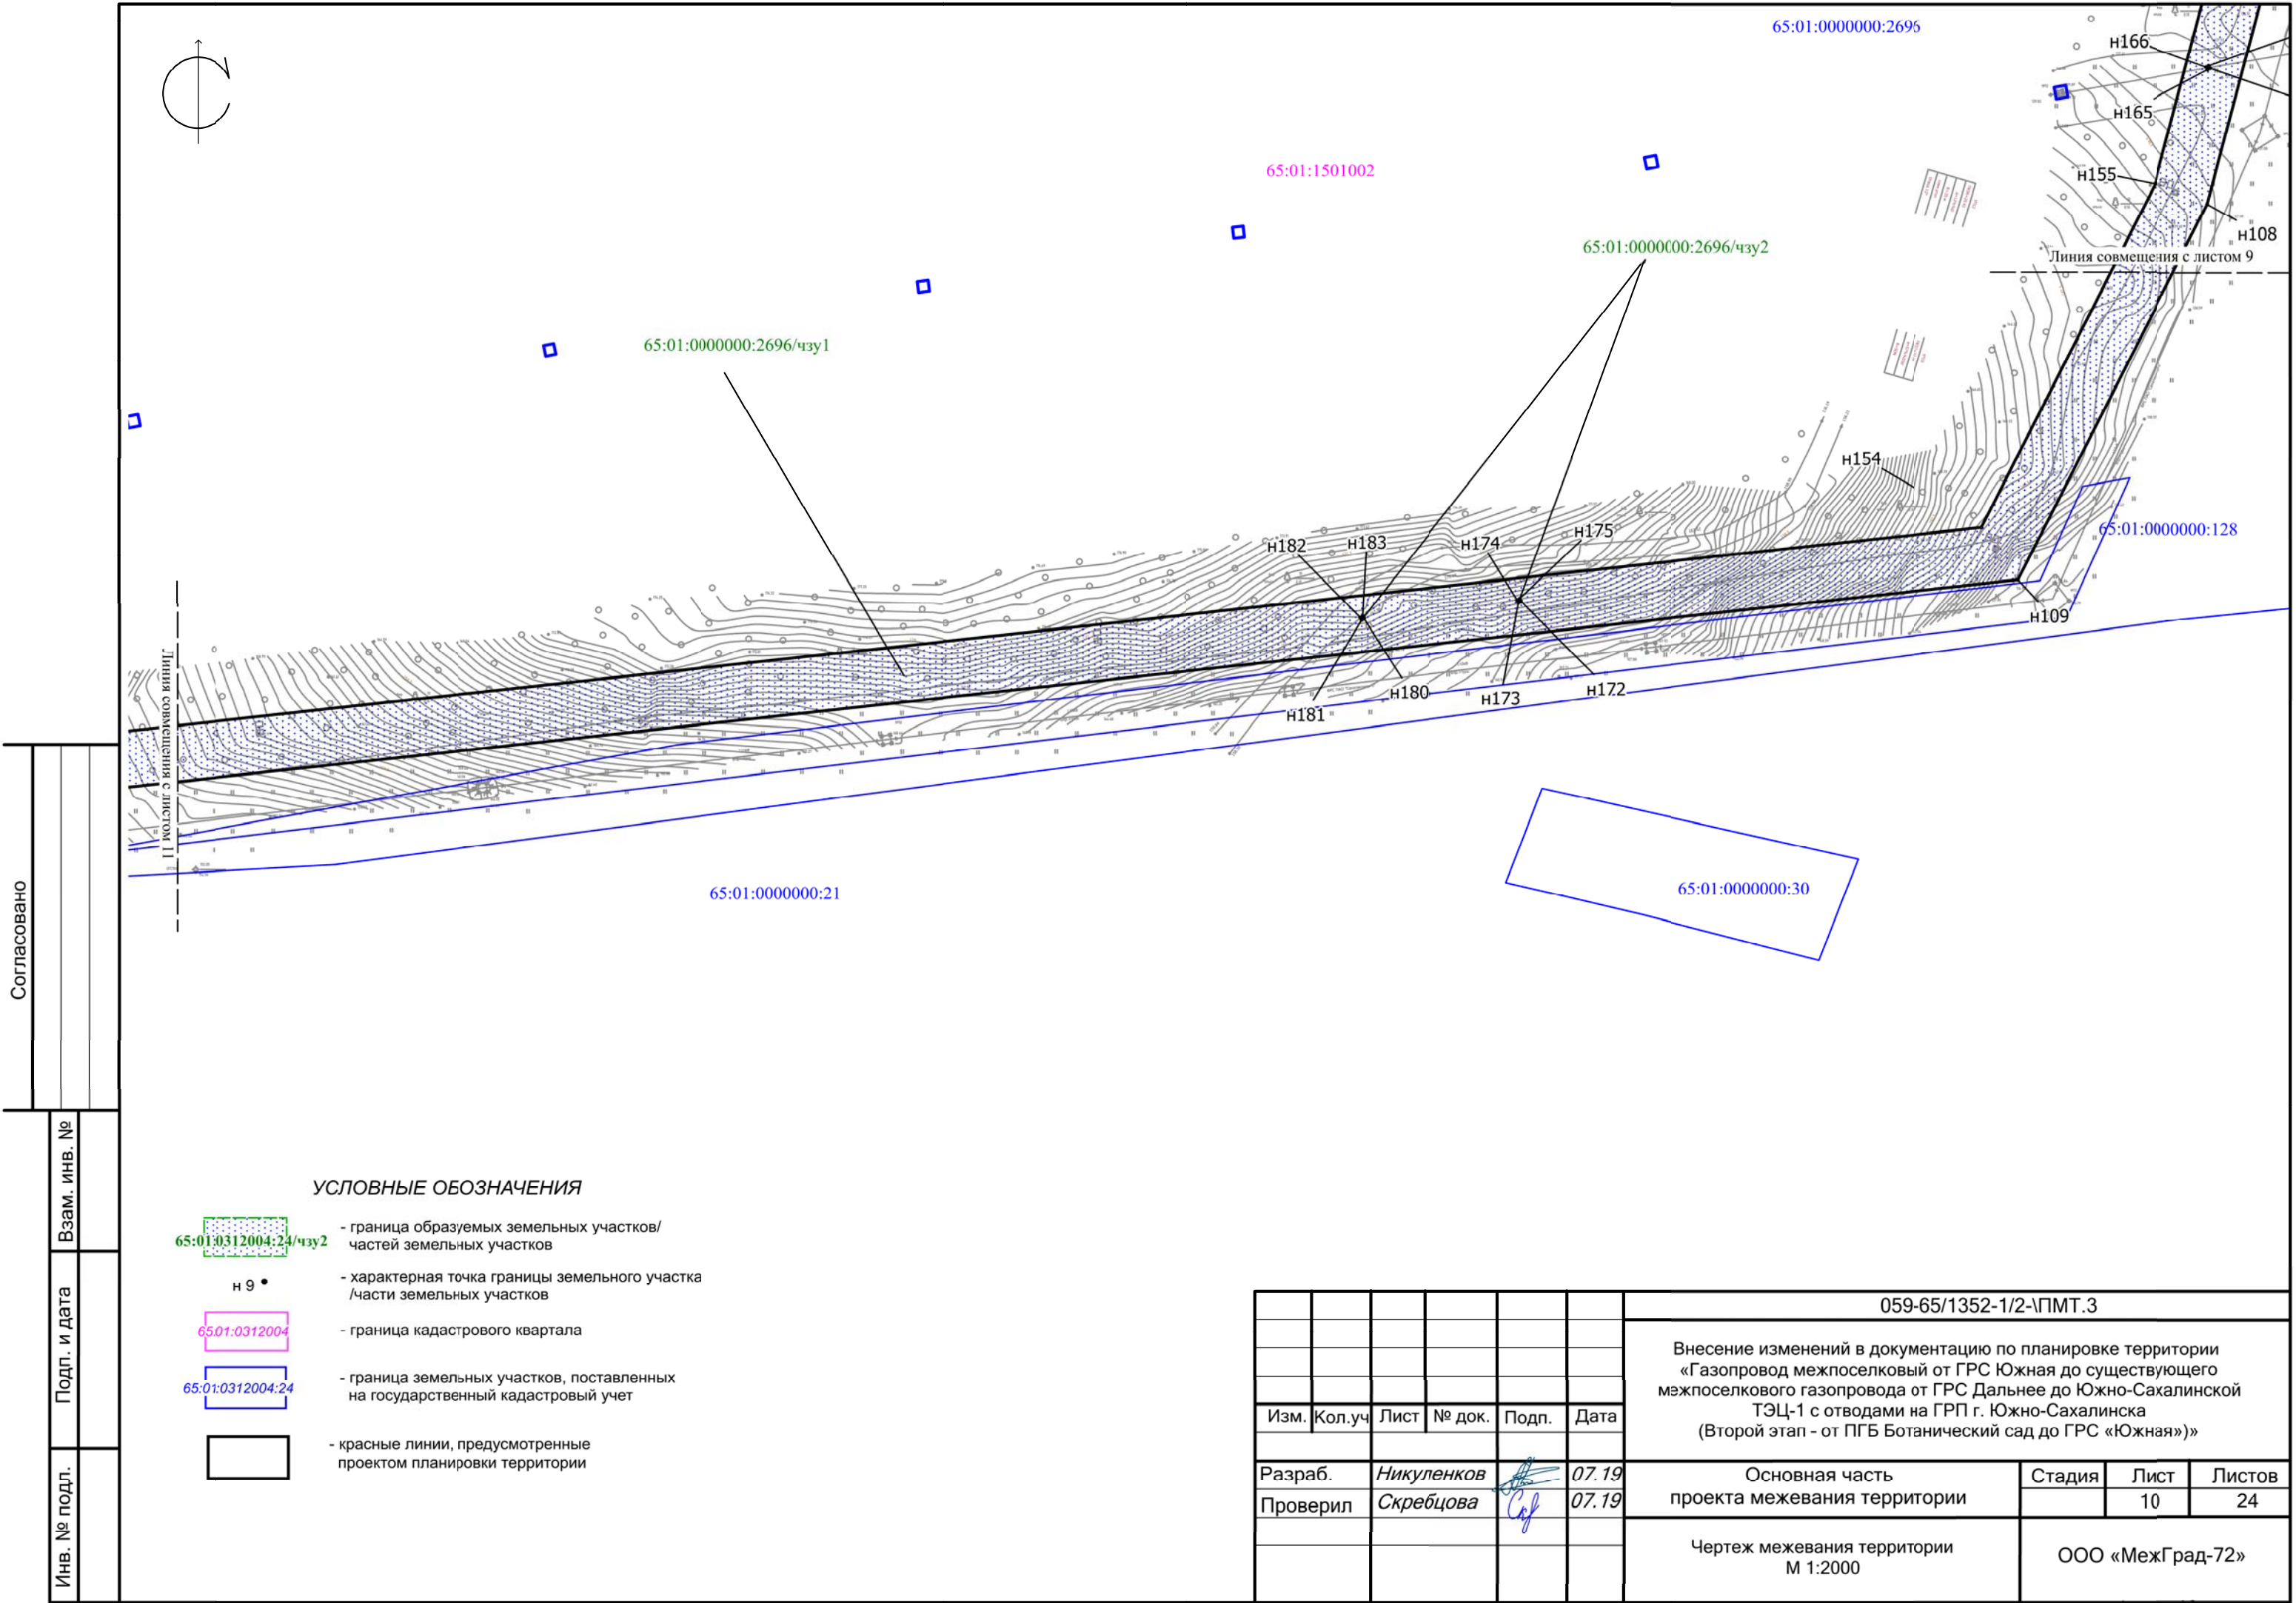 65:01:0000000:2696
н166
н165
65:01:1501002
н155
65:01:0000000:2696/чзу2
н108
Линия совмещения с листом 9
65:01:0000000:2696/чзу1
н154
65:01:0000000:128
н182
н183
н174
н175
н109
н181
н180
н173
н172
Линия совмещения с листом 11
65:01:0000000:21
65:01:0000000:30
Согласовано
Взам. инв. №
Подп. и дата
Инв. № подл.
УСЛОВНЫЕ ОБОЗНАЧЕНИЯ
65:01:0312004:24/чзу2
- граница образуемых земельных участков/
частей земельных участков
н 9
- характерная точка границы земельного участка
/части земельных участков
65:01:0312004
- граница кадастрового квартала
65:01:0312004:24
- граница земельных участков, поставленных
на государственный кадастровый учет
- красные линии, предусмотренные
проектом планировки территории
059-65/1352-1/2-\ПМТ.3
Внесение изменений в документацию по планировке территории
«Газопровод межпоселковый от ГРС Южная до существующего
межпоселкового газопровода от ГРС Дальнее до Южно-Сахалинской
ТЭЦ-1 с отводами на ГРП г. Южно-Сахалинска
(Второй этап - от ПГБ Ботанический сад до ГРС «Южная»)»
Изм. Кол.уч Лист № док. Подп. Дата
Разраб. Никуленков 07.19
Проверил Скребцова 07.19
Основная часть
проекта межевания территории
Стадия Лист Листов
10 24
Чертеж межевания территории
М 1:2000
ООО «МежГрад-72»